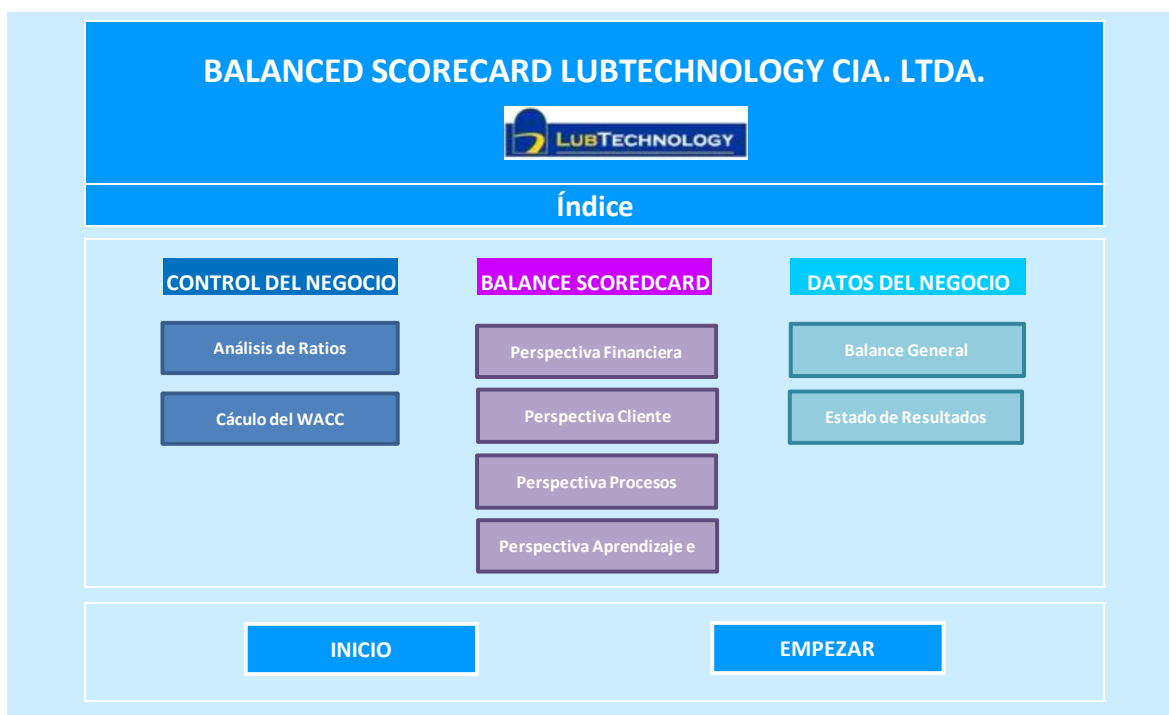 BALANCED SCORECARD LUBTECHNOLOGY CIA. LTDA.
LUBTECHNOLOGY
Índice
CONTROL DEL NEGOCIO
Análisis de Ratios
Cáculo del WACC
BALANCE SCOREDCARD
Perspectiva Financiera
Perspectiva Cliente
Perspectiva Procesos
Perspectiva Aprendizaje e
DATOS DEL NEGOCIO
Balance General
Estado de Resultados
INICIO
EMPEZAR